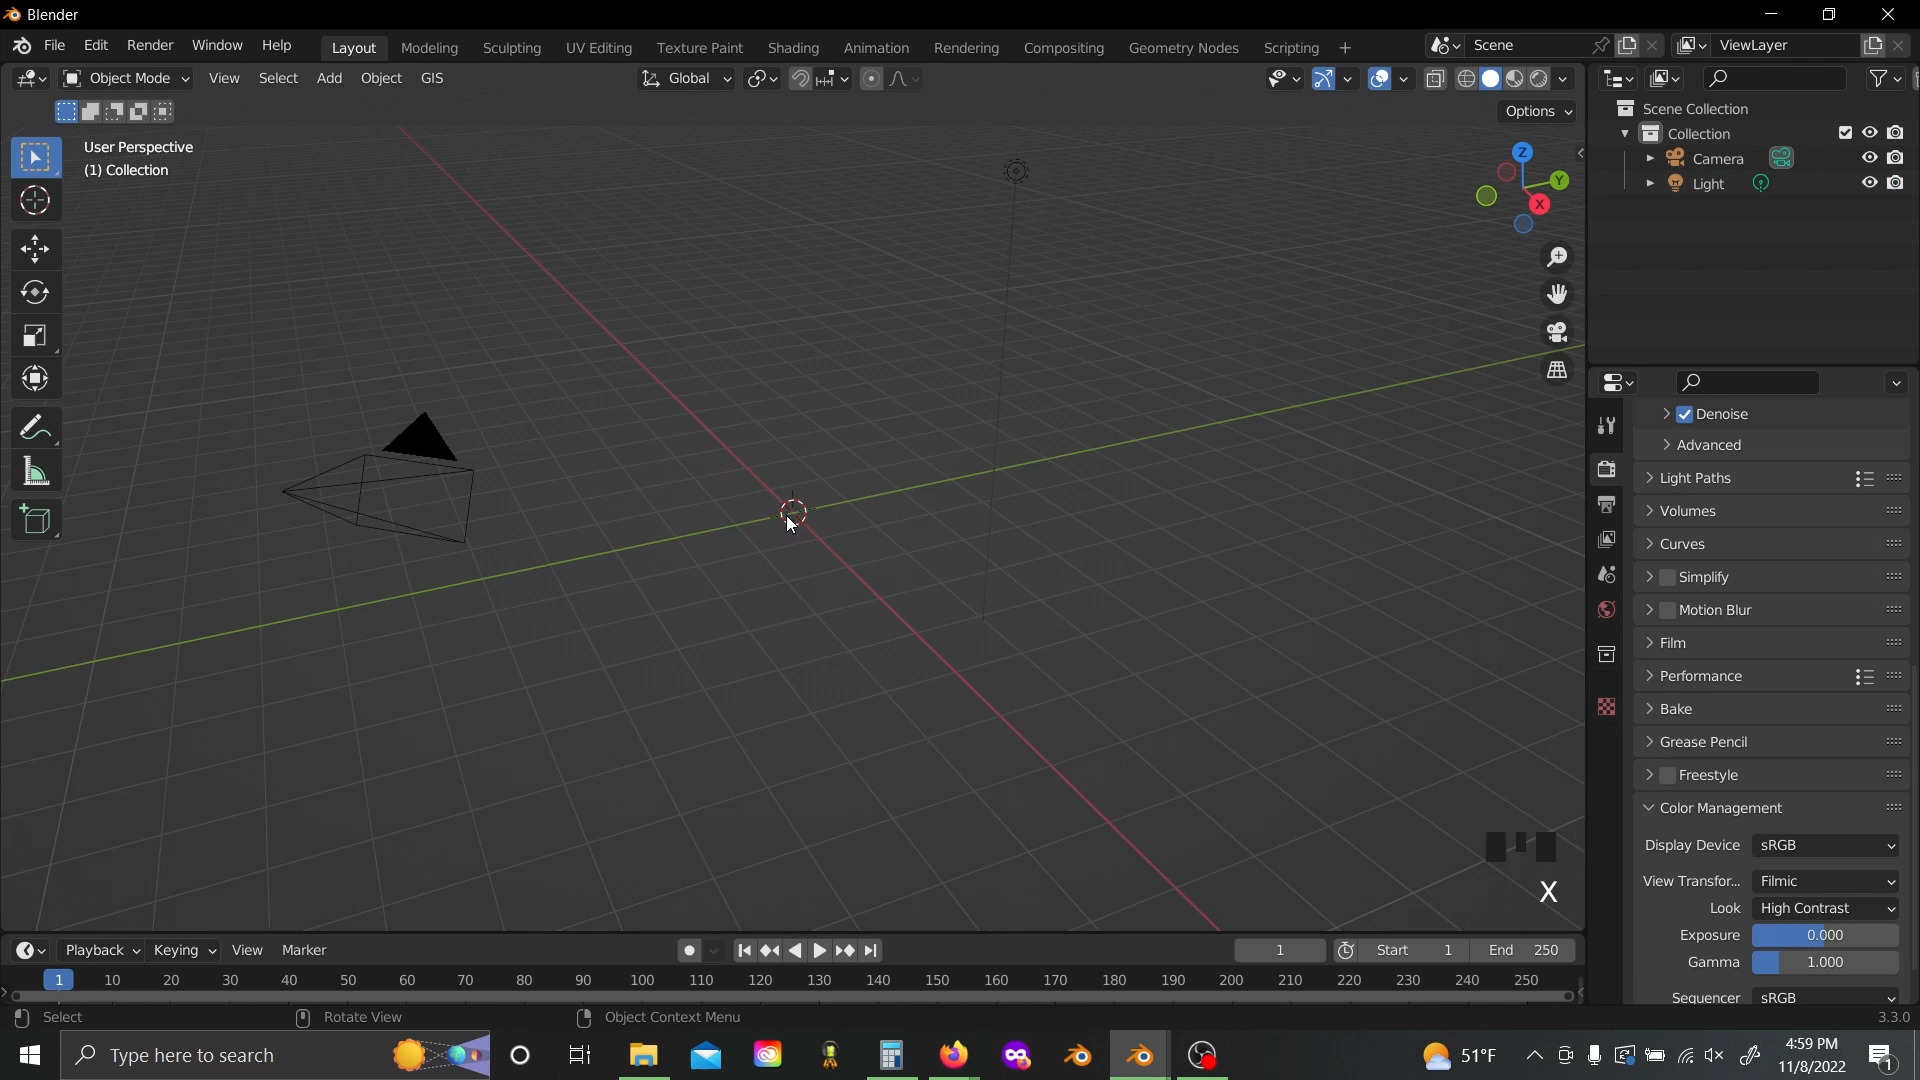 Blender
File Edit Render Window Help Layout Modeling Sculpting UV Editing Texture Paint Shading Animation Rendering Compositing Geometry Nodes Scripting + Scene ViewLayer
Object Mode View Select Add Object GIS Global
Options
User Perspective
(1) Collection
Z
Y
X
Scene Collection
Collection
Camera
Light
Denoise
Advanced
Light Paths
Volumes
Curves
Simplify
Motion Blur
Film
Performance
Bake
Grease Pencil
Freestyle
Color Management
Display Device sRGB
View Transfor... Filmic
Look High Contrast
Exposure 0.000
Gamma 1.000
Sequencer sRGB
X
Playback Keying View Marker 1 Start 1 End 250
1 10 20 30 40 50 60 70 80 90 100 110 120 130 140 150 160 170 180 190 200 210 220 230 240 250
Select Rotate View Object Context Menu 3.3.0
Type here to search 51°F 4:59 PM
11/8/2022 1